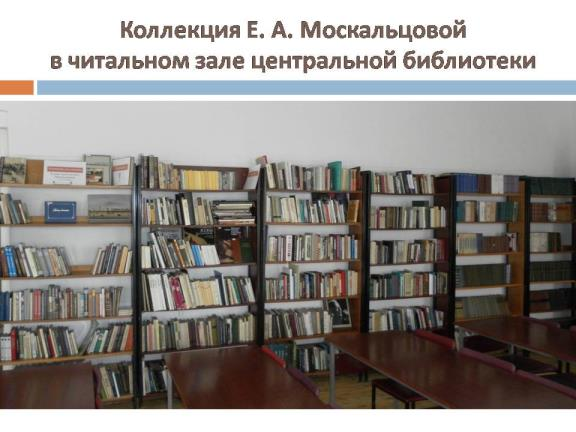 Коллекция Е. А. Москальцовой
в читальном зале центральной библиотеки